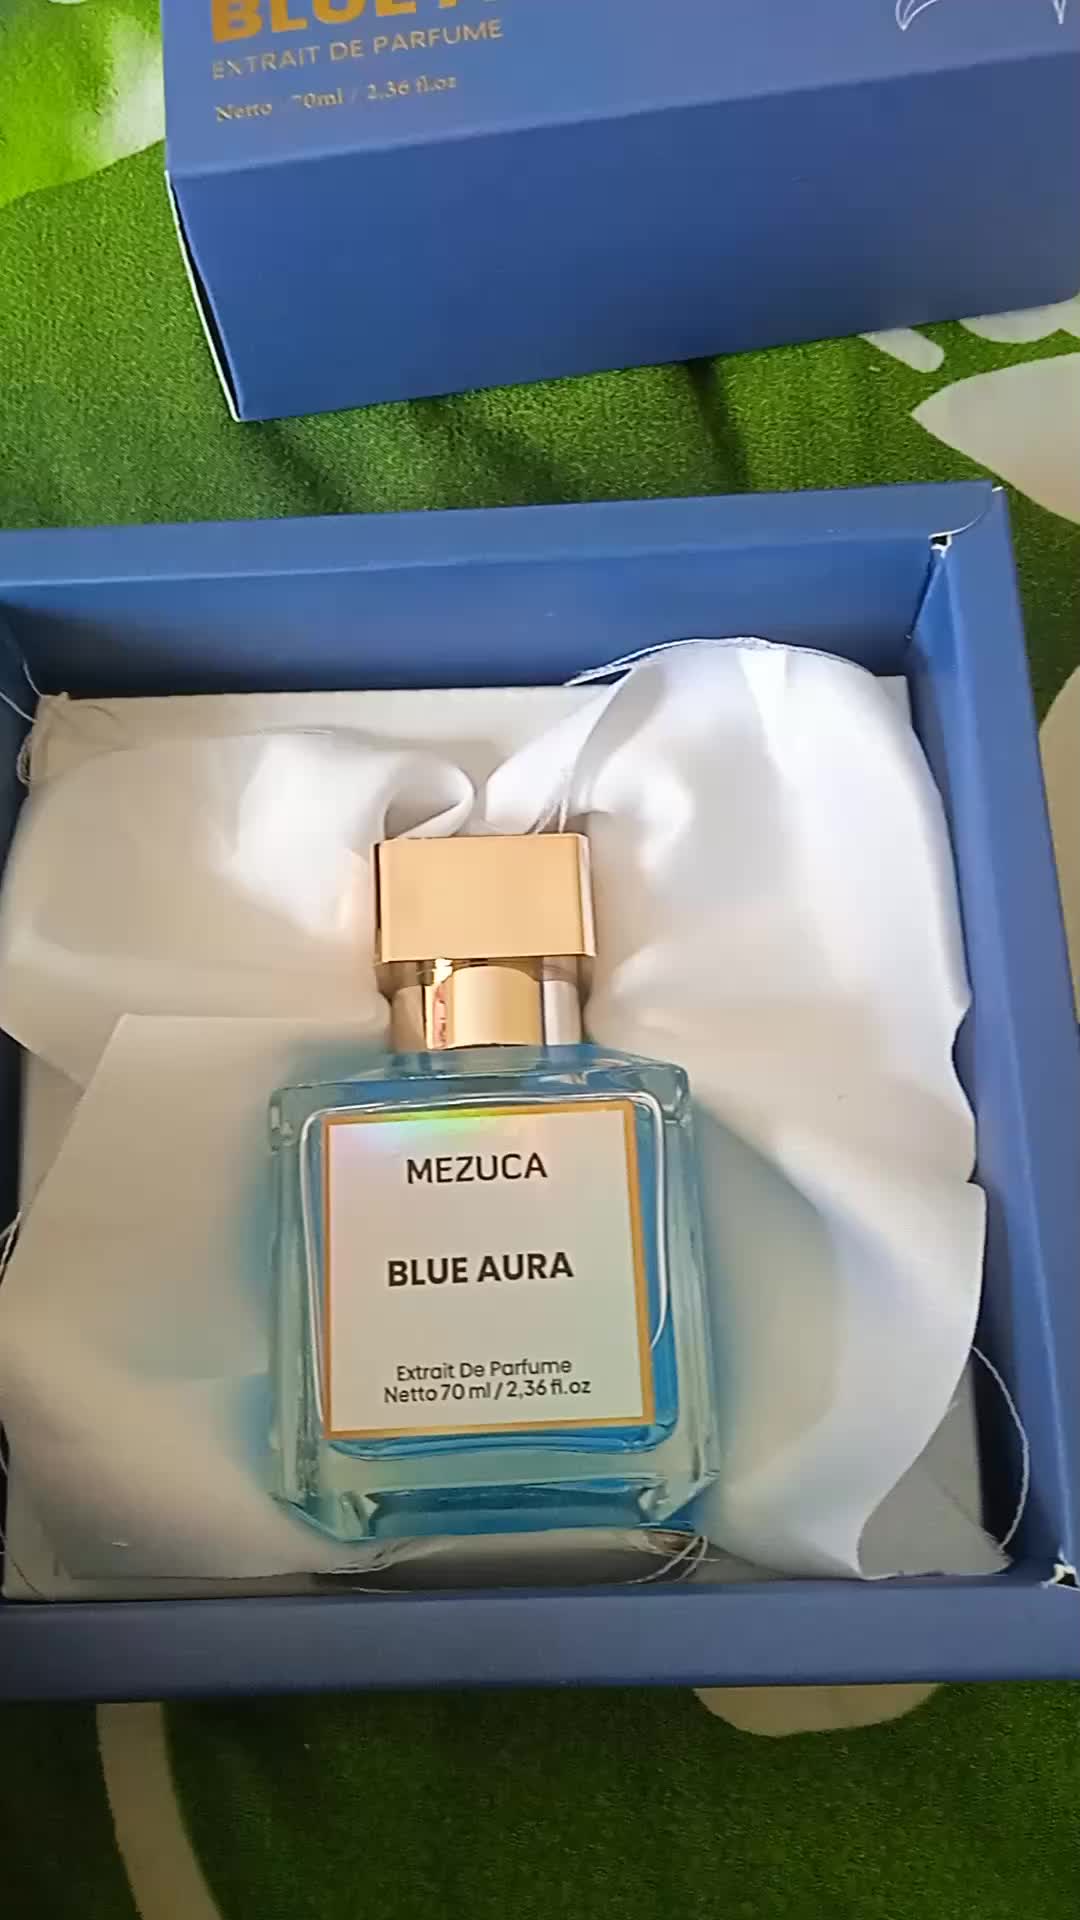 BLUE
EXTRAIT DE PARFUME
Netto 70ml / 2,36 fl.oz
MEZUCA
BLUE AURA
Extrait De Parfume
Netto 70 ml / 2,36 fl.oz